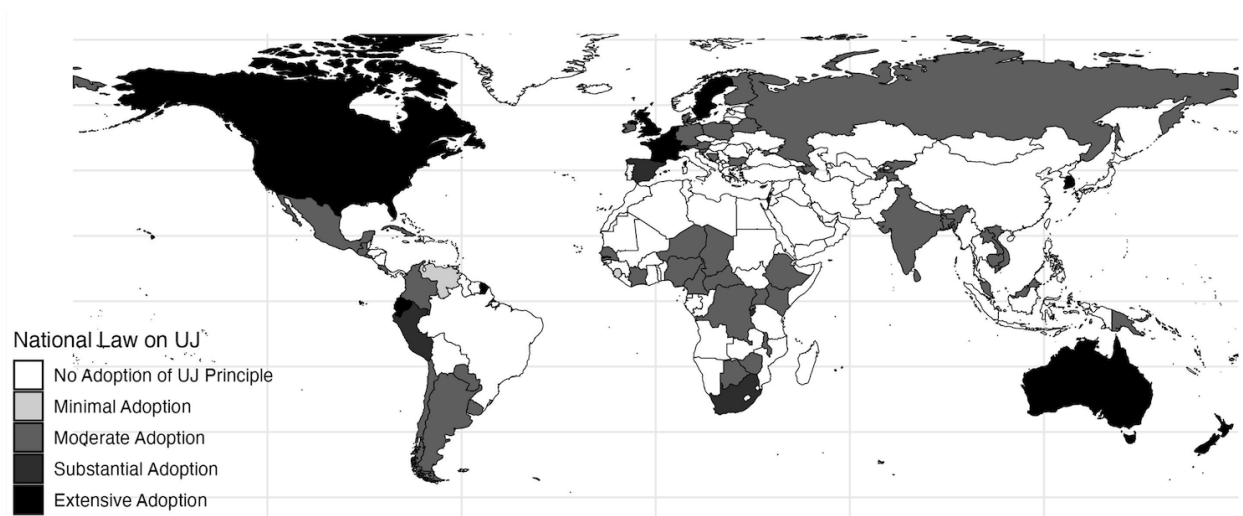 National Law on UJ
No Adoption of UJ Principle
Minimal Adoption
Moderate Adoption
Substantial Adoption
Extensive Adoption